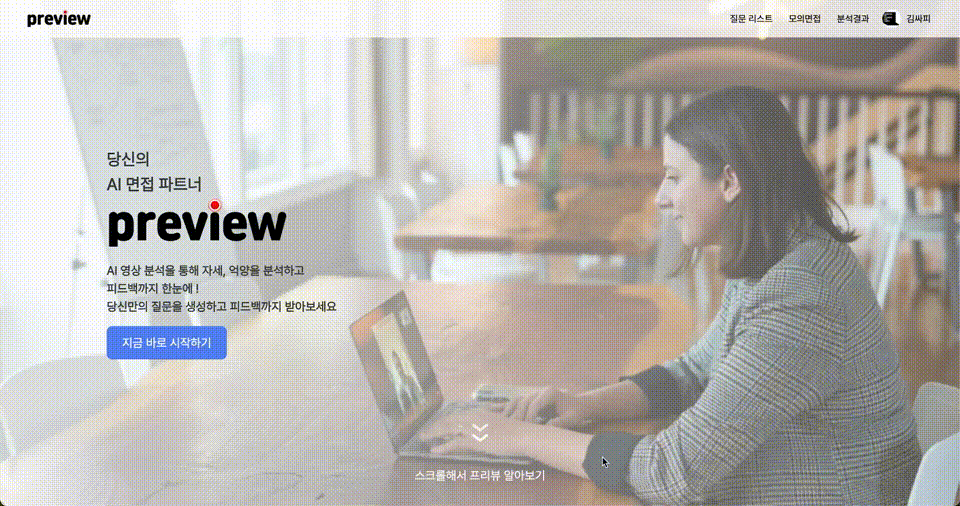 preview
질문 리스트 모의면접 분석결과 김싸피
당신의
AI 면접 파트너
preview
AI 영상 분석을 통해 자세, 억양을 분석하고
피드백까지 한눈에 !
당신만의 질문을 생성하고 피드백까지 받아보세요
지금 바로 시작하기
스크롤해서 프리뷰 알아보기